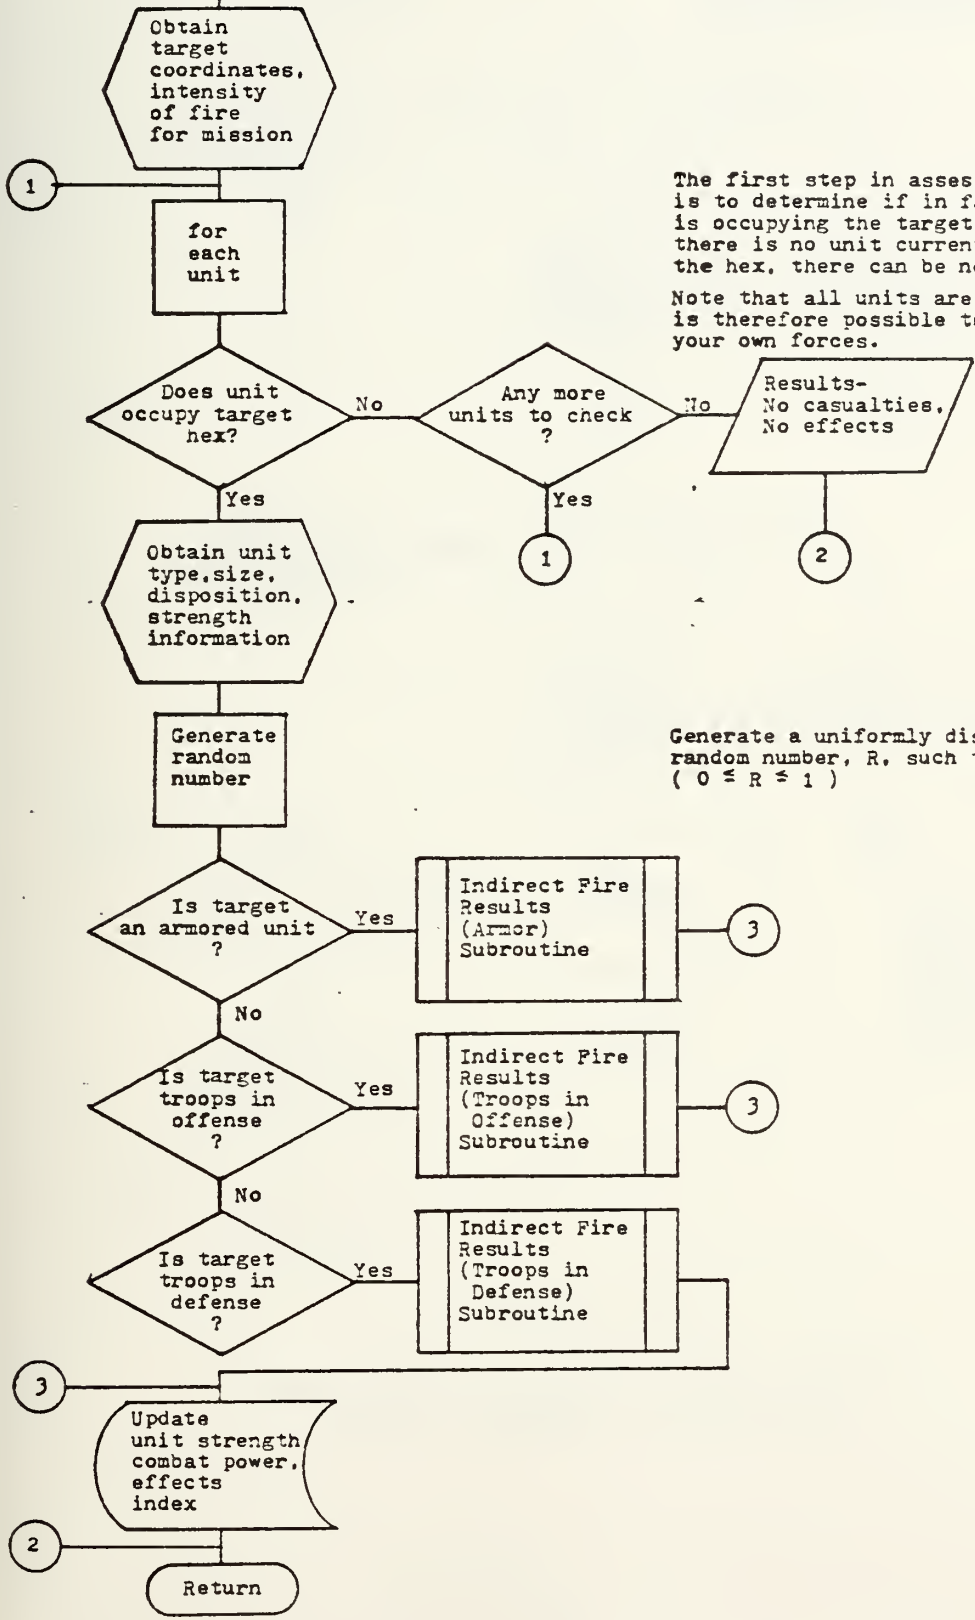 Obtain
target
coordinates,
intensity
of fire
for mission
1
for
each
unit
The first step in asses
is to determine if in f
is occupying the target
there is no unit curren
the hex, there can be n
Note that all units are
is therefore possible t
your own forces.
Does unit
occupy target
hex?
No
Any more
units to check
?
No
Results-
No casualties,
No effects
Yes
Yes
1
2
Obtain unit
type,size,
disposition,
strength
information
Generate
random
number
Generate a uniformly dis
random number, R, such
( 0 ≤ R ≤ 1 )
Is target
an armored unit
?
Yes
Indirect Fire
Results
(Armor)
Subroutine
3
No
Is target
troops in
offense
?
Yes
Indirect Fire
Results
(Troops in
Offense)
Subroutine
3
No
Is target
troops in
defense
?
Yes
Indirect Fire
Results
(Troops in
Defense)
Subroutine
3
Update
unit strength
combat power,
effects
index
2
Return